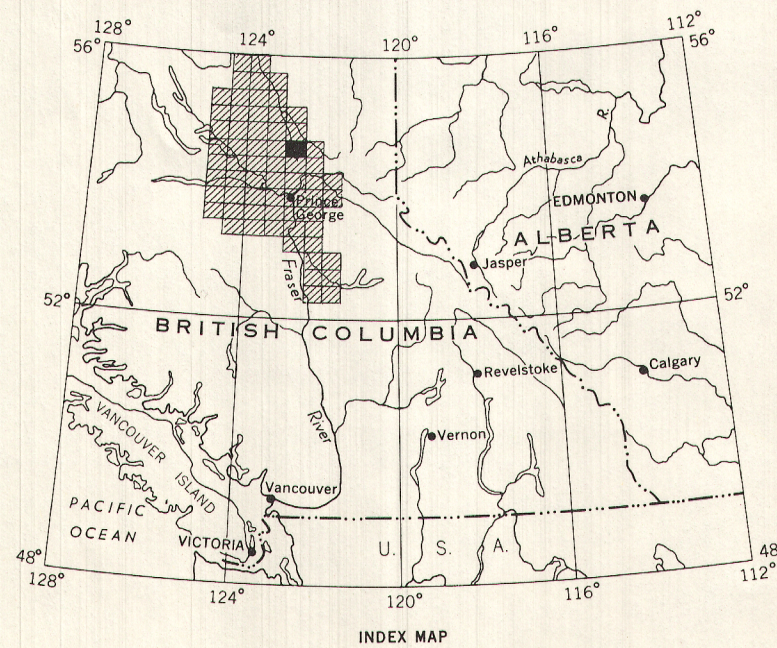 128°
124°
120°
116°
112°
56°
56°
R.
Athabasca
Prince
George
EDMONTON
ALBERTA
Jasper
Fraser
52°
52°
BRITISH COLUMBIA
Revelstoke
Calgary
River
VANCOUVER ISLAND
Vernon
Vancouver
PACIFIC
OCEAN
VICTORIA
U. S. A.
48°
48
128°
124°
120°
116°
112°
INDEX MAP